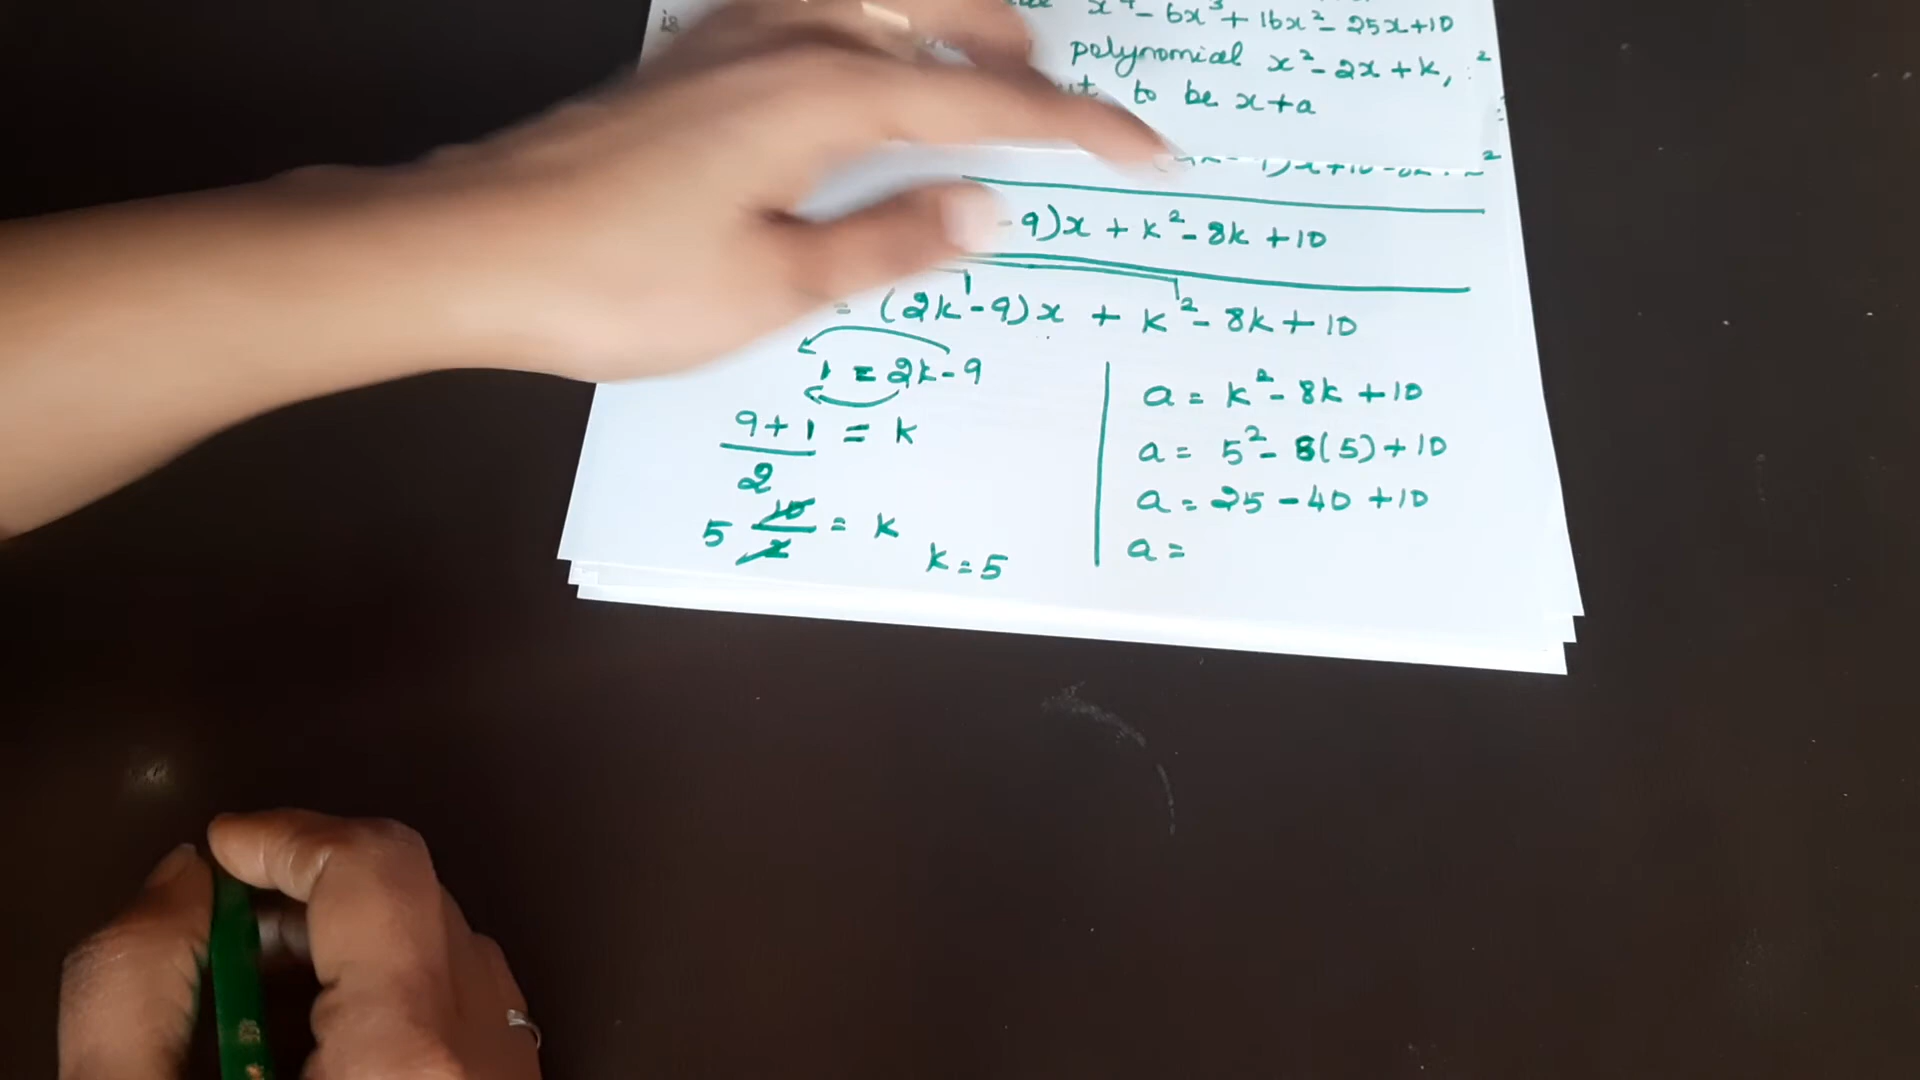 x⁴ - 6x³ + 16x² - 25x + 10
is
polynomial x² - 2x + k,
to be x + a
- 9)x + k² - 8k + 10
= (2k - 9)x + k² - 8k + 10
1 = 2k - 9
9 + 1 / 2 = k
5 10/2 = k
k = 5
a = k² - 8k + 10
a = 5² - 8(5) + 10
a = 25 - 40 + 10
a =